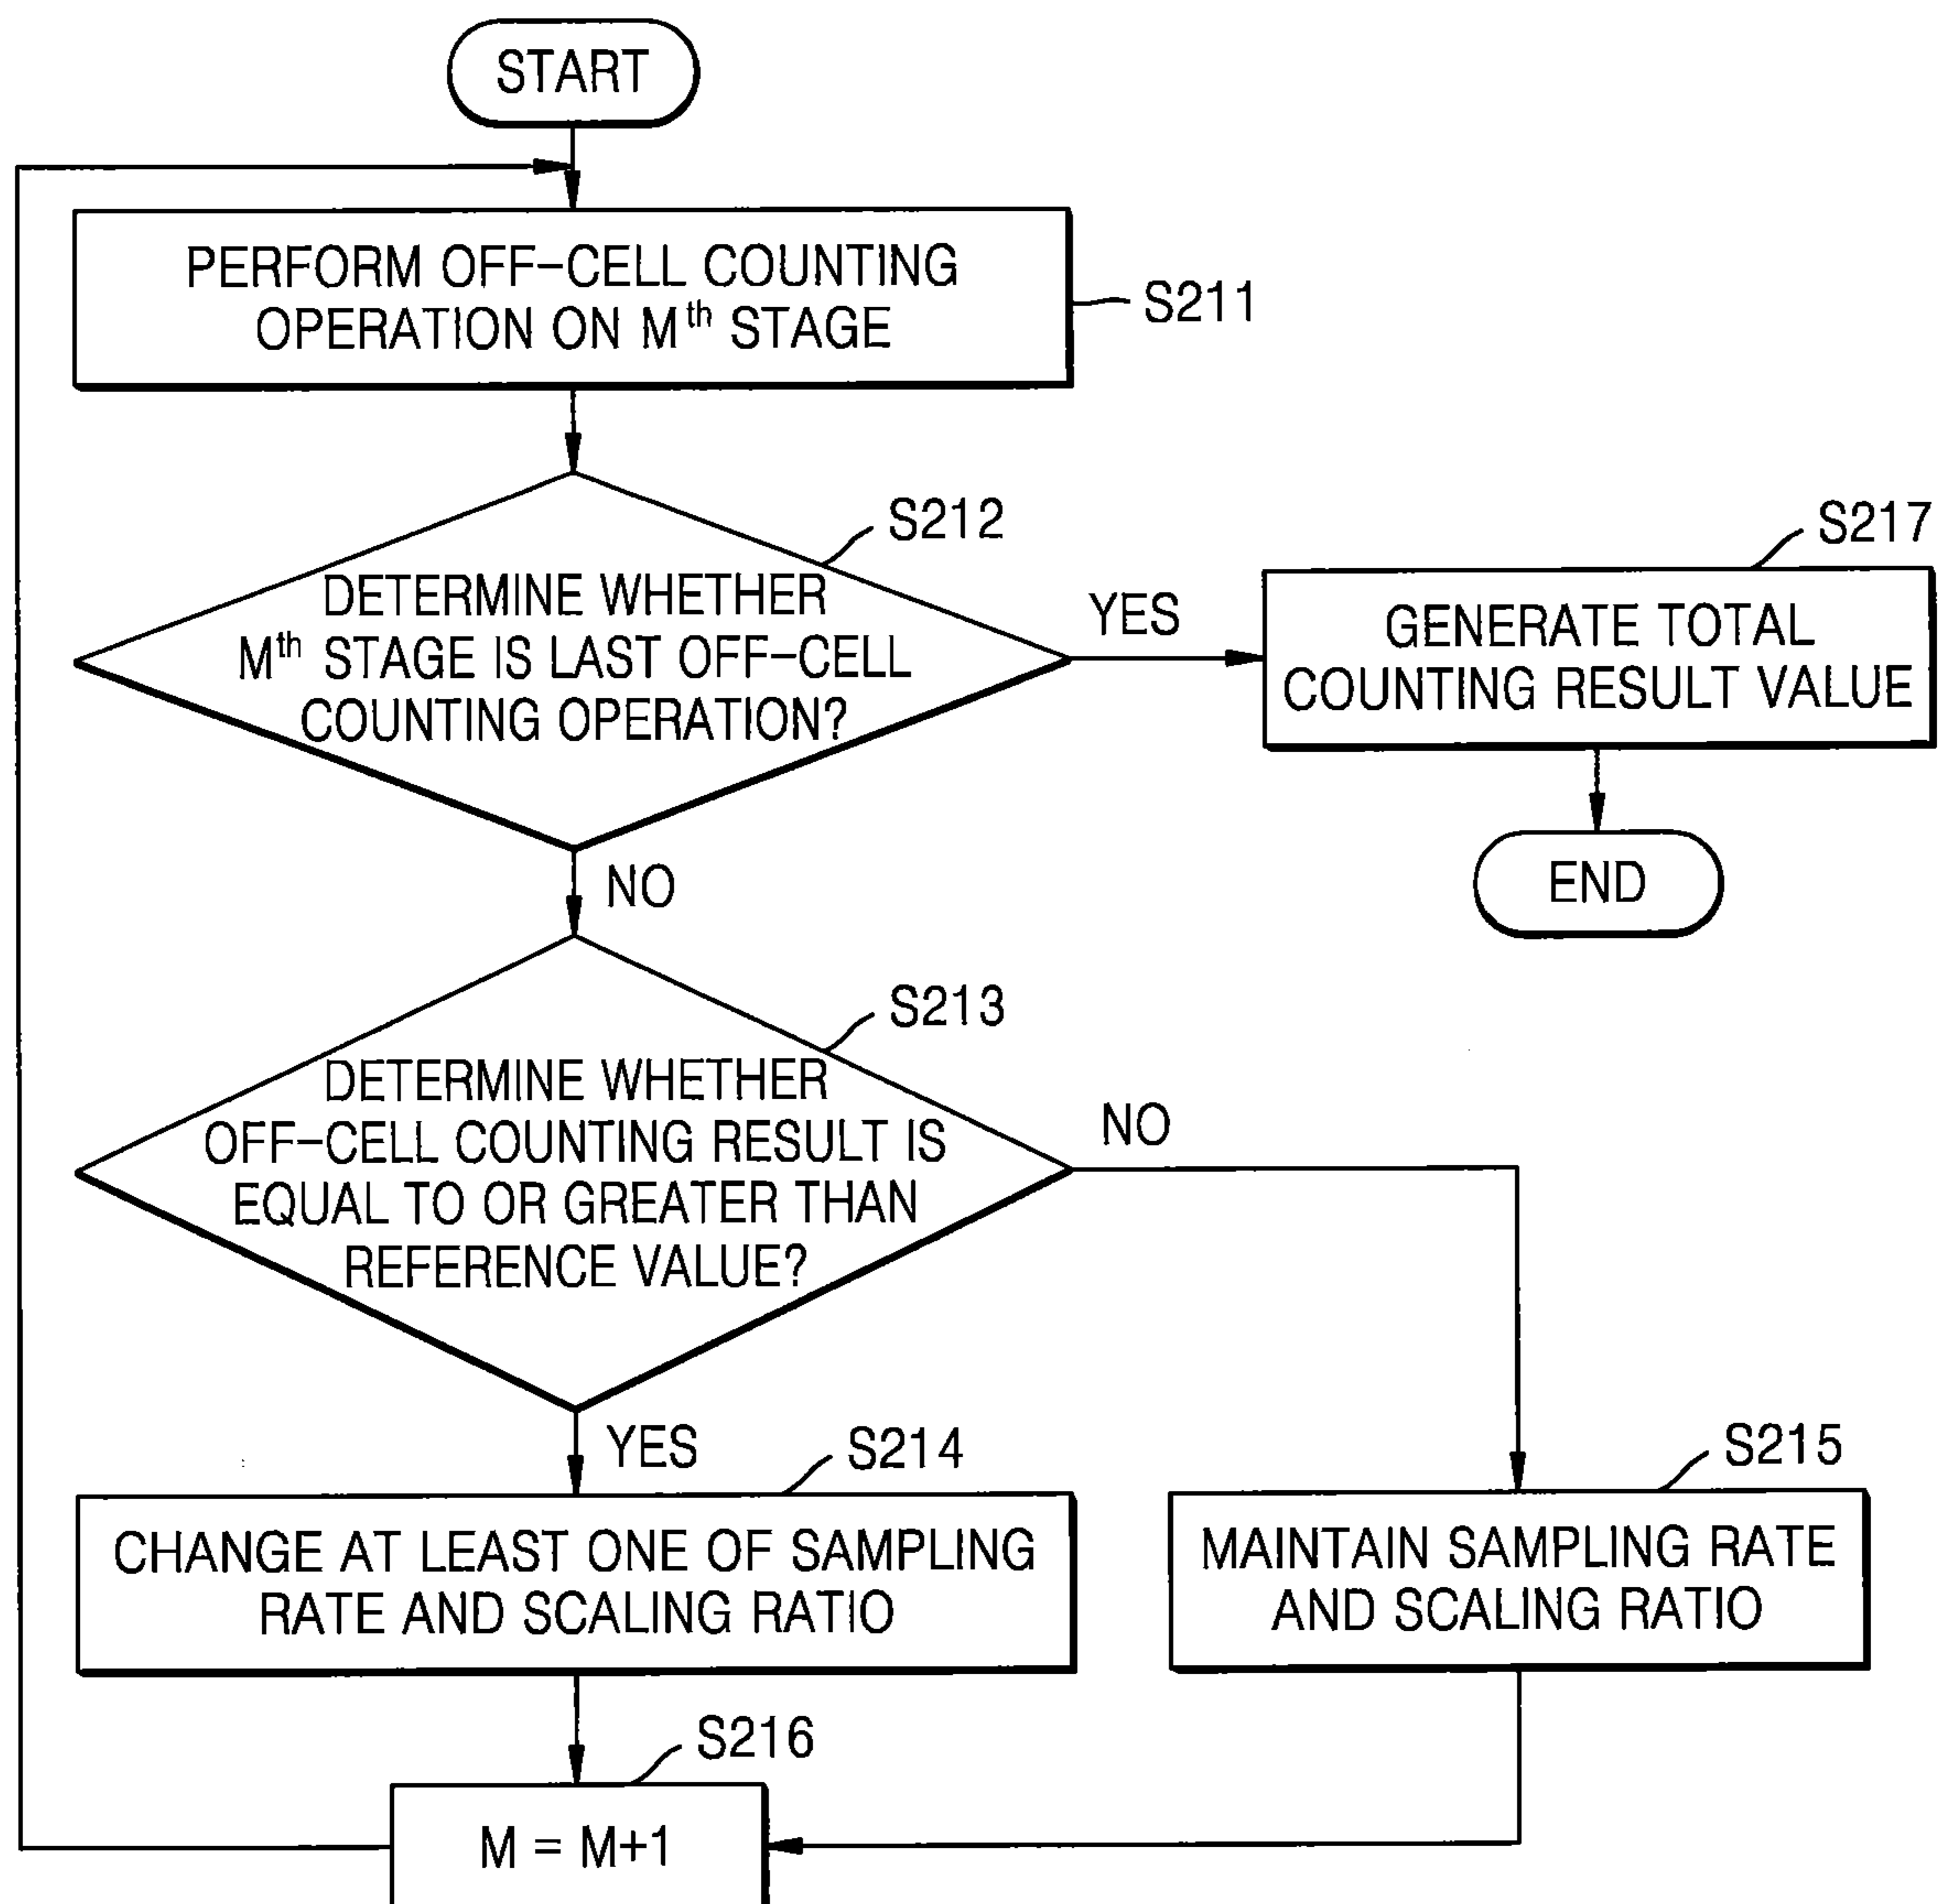 START
PERFORM OFF-CELL COUNTING
OPERATION ON Mth STAGE
S211
S212
DETERMINE WHETHER
Mth STAGE IS LAST OFF-CELL
COUNTING OPERATION?
YES
S217
GENERATE TOTAL
COUNTING RESULT VALUE
END
NO
S213
DETERMINE WHETHER
OFF-CELL COUNTING RESULT IS
EQUAL TO OR GREATER THAN
REFERENCE VALUE?
NO
YES
S214
CHANGE AT LEAST ONE OF SAMPLING
RATE AND SCALING RATIO
S215
MAINTAIN SAMPLING RATE
AND SCALING RATIO
S216
M = M+1